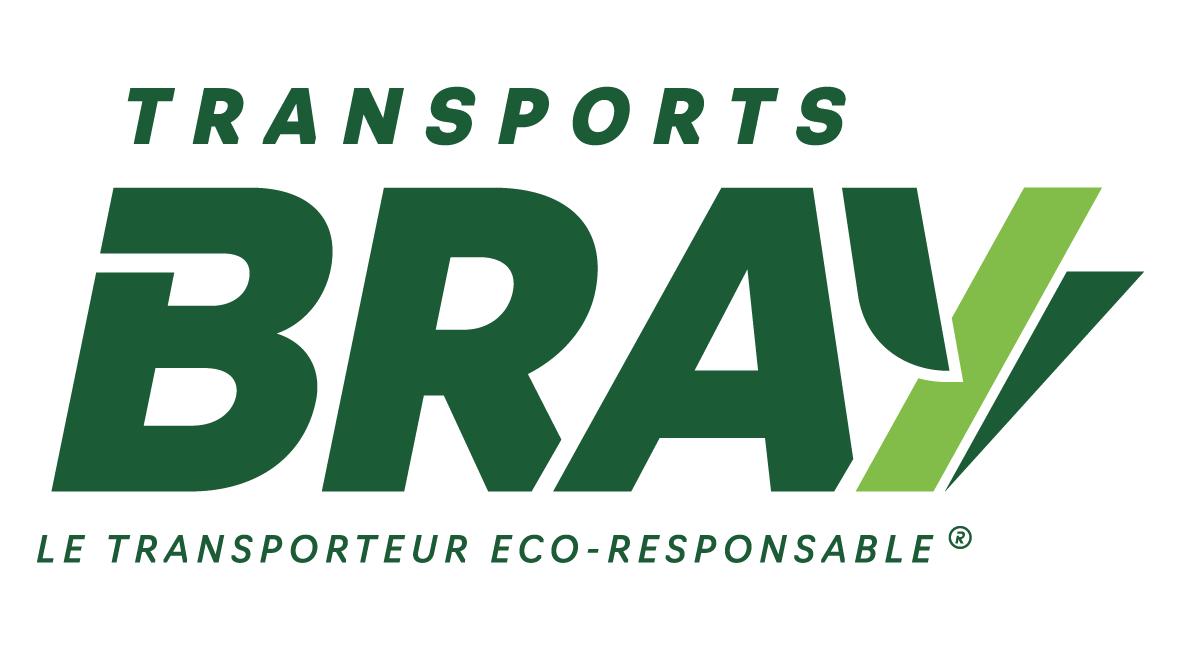 TRANSPORTS
BRAY
LE TRANSPORTEUR ECO-RESPONSABLE ®